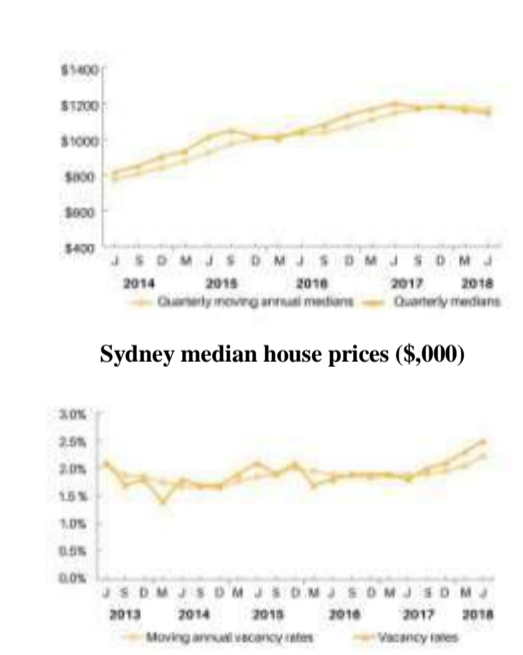 $1400
$1200
$1000
$800
$600
$400
J S D M J S D M J S D M J S D M J
2014 2015 2016 2017 2018
Quarterly moving annual medians Quarterly medians
Sydney median house prices ($,000)
3.0%
2.5%
2.0%
1.5%
1.0%
0.5%
0.0%
J S D M J S D M J S D M J S D M J S D M J
2013 2014 2015 2016 2017 2018
Moving annual vacancy rates Vacancy rates